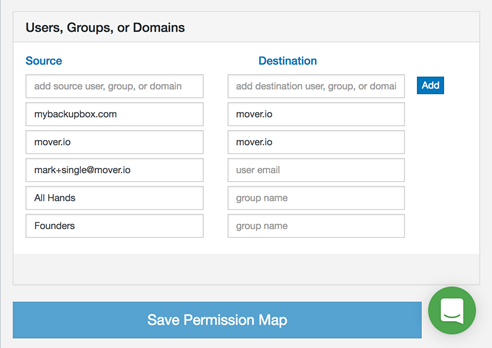 Users, Groups, or Domains
Source Destination
add source user, group, or domain add destination user, group, or domai Add
mybackupbox.com mover.io
mover.io mover.io
mark+single@mover.io user email
All Hands group name
Founders group name
Save Permission Map